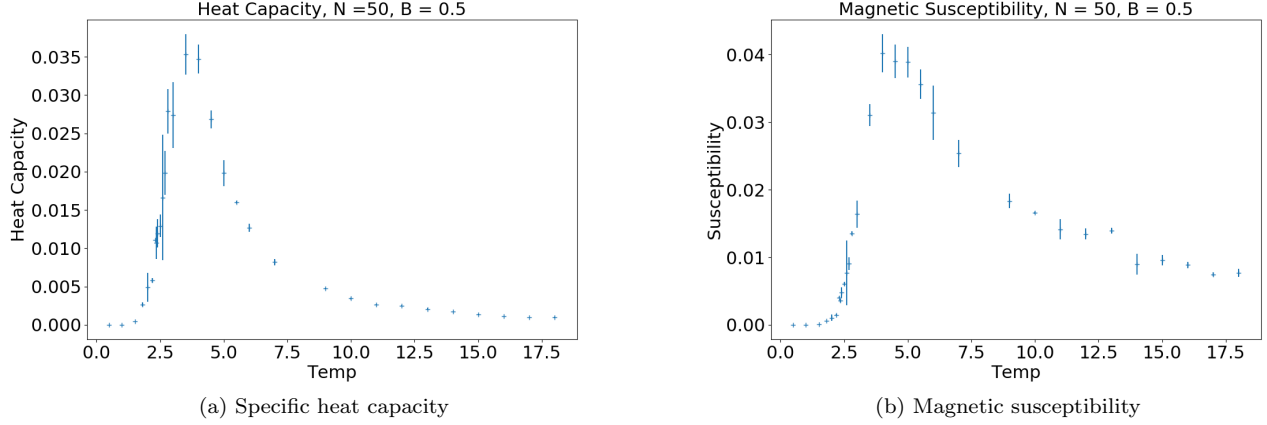 Heat Capacity, N =50, B = 0.5
Heat Capacity
0.035
0.030
0.025
0.020
0.015
0.010
0.005
0.000
0.0 2.5 5.0 7.5 10.0 12.5 15.0 17.5
Temp
(a) Specific heat capacity
Magnetic Susceptibility, N = 50, B = 0.5
Susceptibility
0.04
0.03
0.02
0.01
0.00
0.0 2.5 5.0 7.5 10.0 12.5 15.0 17.5
Temp
(b) Magnetic susceptibility